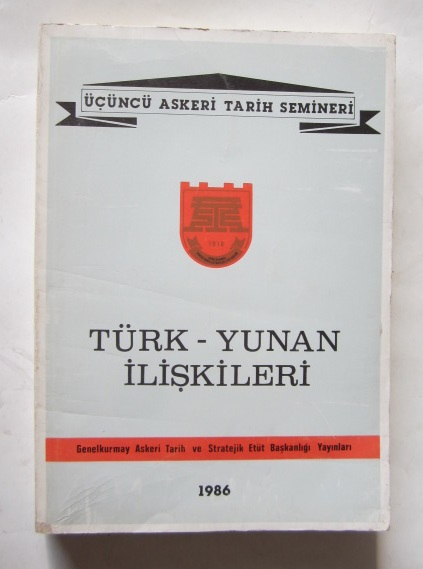 ÜÇÜNCÜ ASKERİ TARİH SEMİNERİ
1916
TÜRK - YUNAN
İLİŞKİLERİ
Genelkurmay Askeri Tarih ve Stratejik Etüt Başkanlığı Yayınları
1986